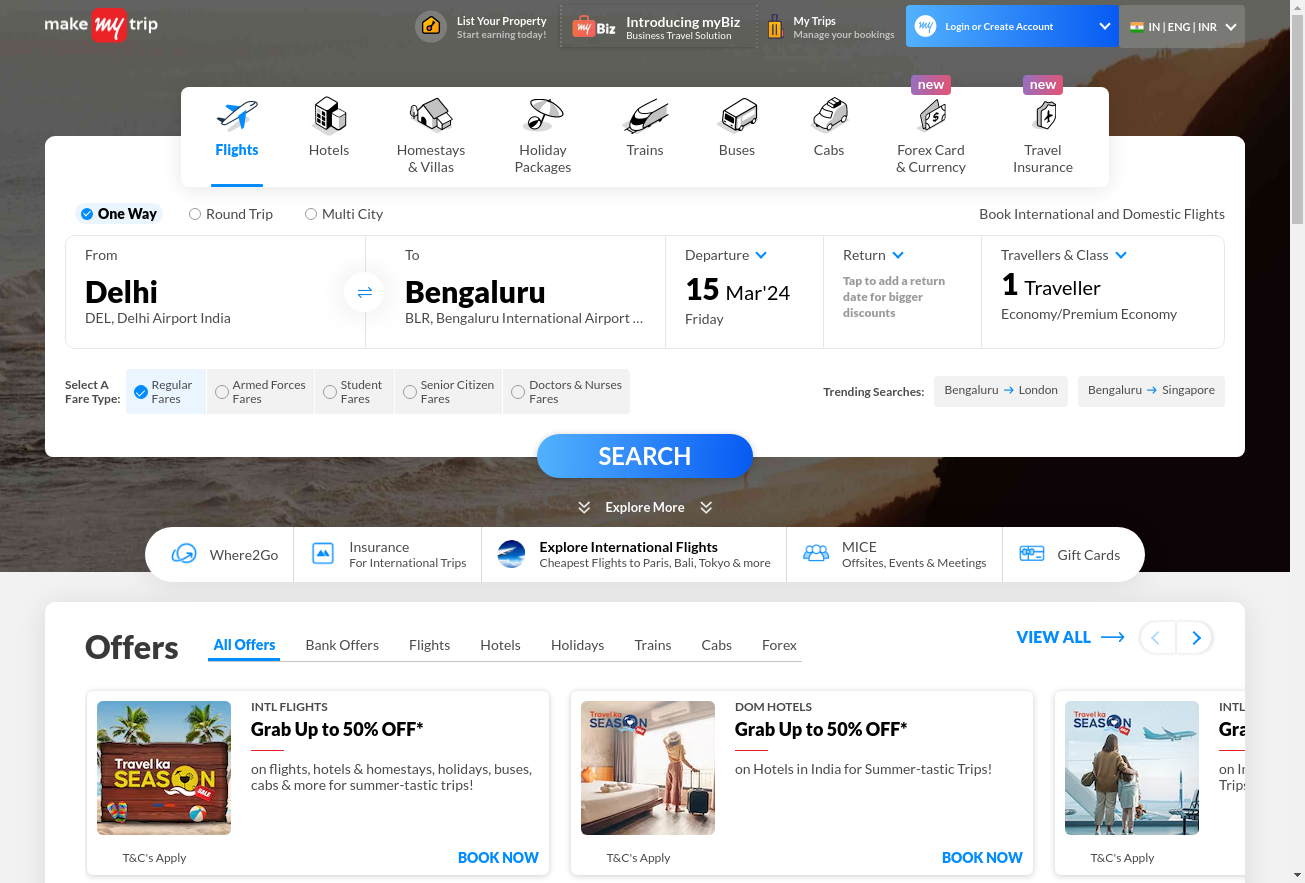 make my trip
List Your Property
Start earning today!
my Biz
Introducing myBiz
Business Travel Solution
My Trips
Manage your bookings
my
Login or Create Account
IN | ENG | INR
new
new
Flights
Hotels
Homestays
& Villas
Holiday
Packages
Trains
Buses
Cabs
Forex Card
& Currency
Travel
Insurance
One Way
Round Trip
Multi City
Book International and Domestic Flights
From
Delhi
DEL, Delhi Airport India
To
Bengaluru
BLR, Bengaluru International Airport ...
Departure
15 Mar'24
Friday
Return
Tap to add a return
date for bigger
discounts
Travellers & Class
1 Traveller
Economy/Premium Economy
Select A
Fare Type:
Regular
Fares
Armed Forces
Fares
Student
Fares
Senior Citizen
Fares
Doctors & Nurses
Fares
Trending Searches:
Bengaluru → London
Bengaluru → Singapore
SEARCH
Explore More
Where2Go
Insurance
For International Trips
Explore International Flights
Cheapest Flights to Paris, Bali, Tokyo & more
MICE
Offsites, Events & Meetings
Gift Cards
Offers
All Offers
Bank Offers
Flights
Hotels
Holidays
Trains
Cabs
Forex
VIEW ALL
Travel ka
SEASON
SALE
INTL FLIGHTS
Grab Up to 50% OFF*
on flights, hotels & homestays, holidays, buses,
cabs & more for summer-tastic trips!
T&C's Apply
BOOK NOW
Travel ka
SEASON
DOM HOTELS
Grab Up to 50% OFF*
on Hotels in India for Summer-tastic Trips!
T&C's Apply
BOOK NOW
Travel ka
SEASON
INTL
Gra
on In
Trips
T&C's Apply